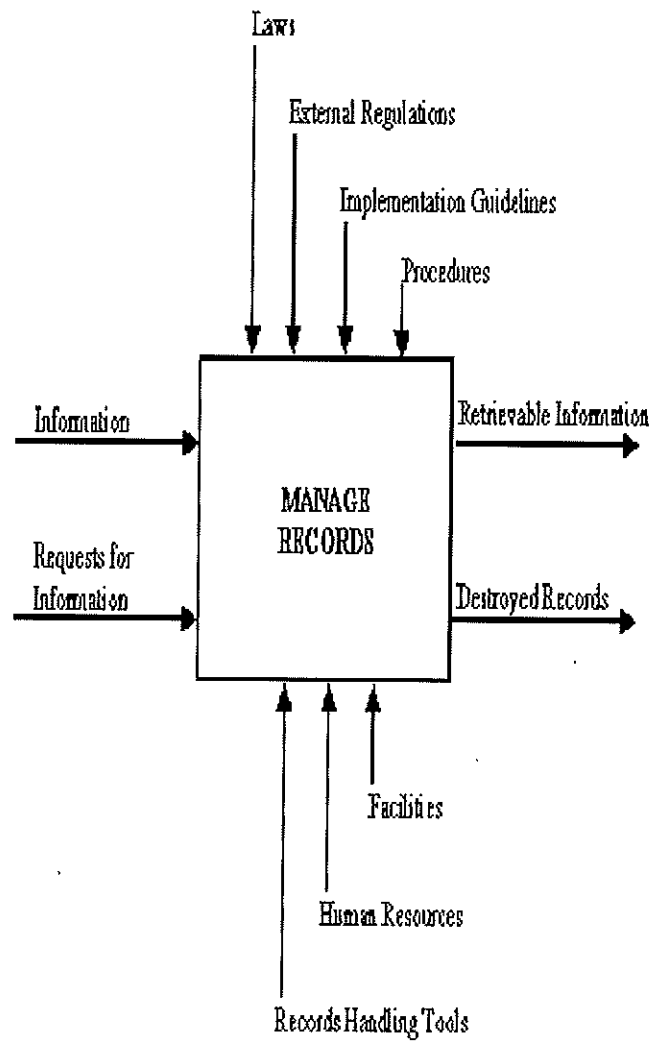 Laws
External Regulations
Implementation Guidelines
Procedures
Information
Retrievable Information
MANAGE
RECORDS
Requests for
Information
Destroyed Records
Facilities
Human Resources
Records Handling Tools